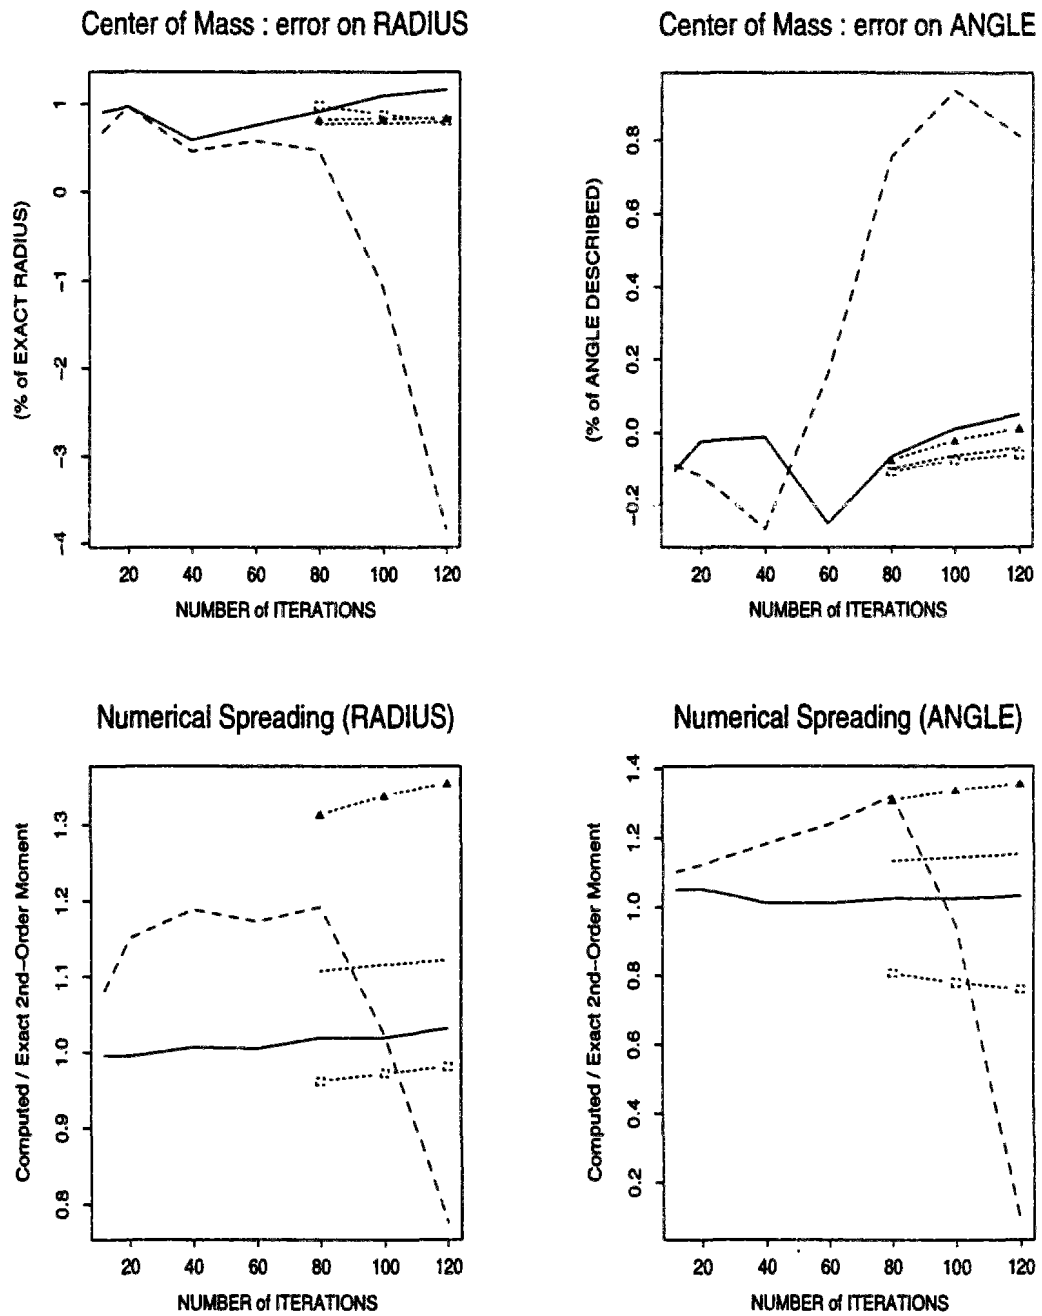 Center of Mass : error on RADIUS
(% of EXACT RADIUS)
1
0
−1
−2
−3
−4
20 40 60 80 100 120
NUMBER of ITERATIONS
Center of Mass : error on ANGLE
(% of ANGLE DESCRIBED)
0.8
0.6
0.4
0.2
0.0
−0.2
20 40 60 80 100 120
NUMBER of ITERATIONS
Numerical Spreading (RADIUS)
Computed / Exact 2nd−Order Moment
1.3
1.2
1.1
1.0
0.9
0.8
20 40 60 80 100 120
NUMBER of ITERATIONS
Numerical Spreading (ANGLE)
Computed / Exact 2nd−Order Moment
1.4
1.2
1.0
0.8
0.6
0.4
0.2
20 40 60 80 100 120
NUMBER of ITERATIONS